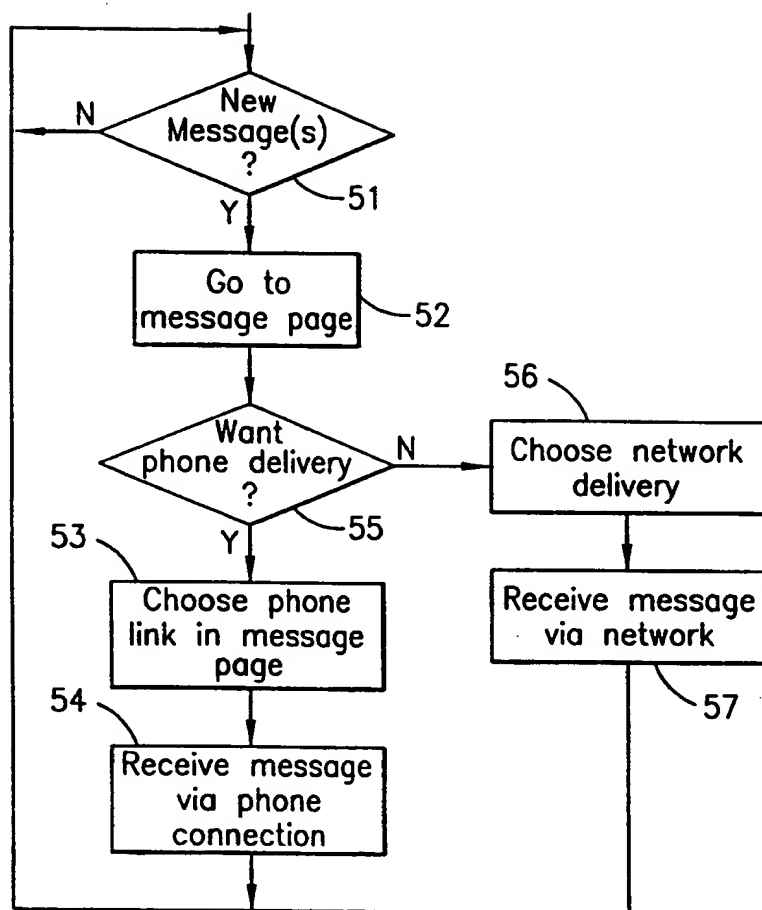 New
Message(s)
?
N
51
Y
Go to
message page
52
Want
phone delivery
?
N
55
Y
56
Choose network
delivery
53
Choose phone
link in message
page
Receive message
via network
57
54
Receive message
via phone
connection